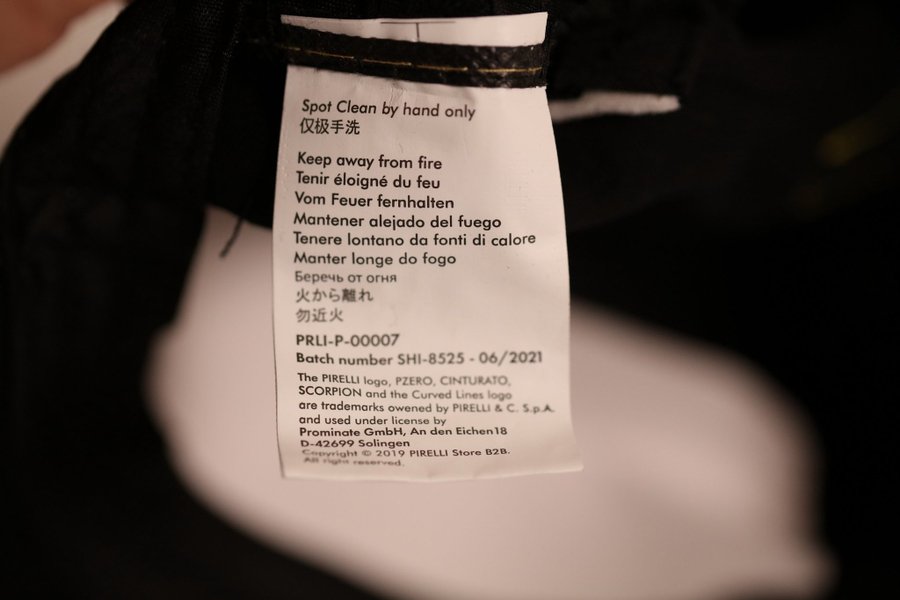 Spot Clean by hand only
仅极手洗
Keep away from fire
Tenir éloigné du feu
Vom Feuer fernhalten
Mantener alejado del fuego
Tenere lontano da fonti di calore
Manter longe do fogo
Беречь от огня
火から離れ
勿近火
PRLI-P-00007
Batch number SHI-8525 - 06/2021
The PIRELLI logo, PZERO, CINTURATO,
SCORPION and the Curved Lines logo
are trademarks owened by PIRELLI & C. S.p.A.
and used under license by
Prominate GmbH, An den Eichen18
D-42699 Solingen
Copyright © 2019 PIRELLI Store B2B.
All right reserved.